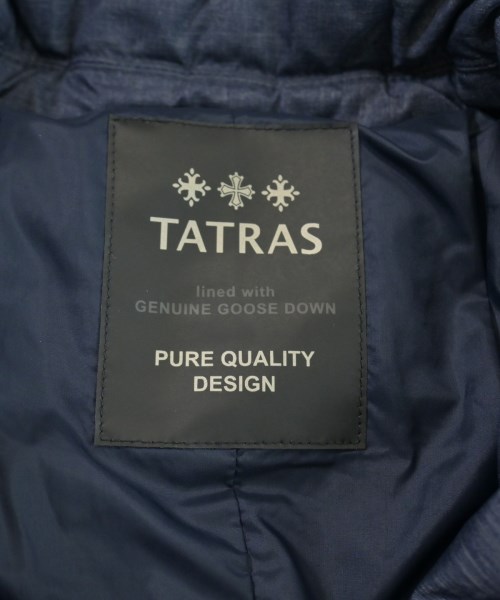 TATRAS
lined with
GENUINE GOOSE DOWN
PURE QUALITY
DESIGN